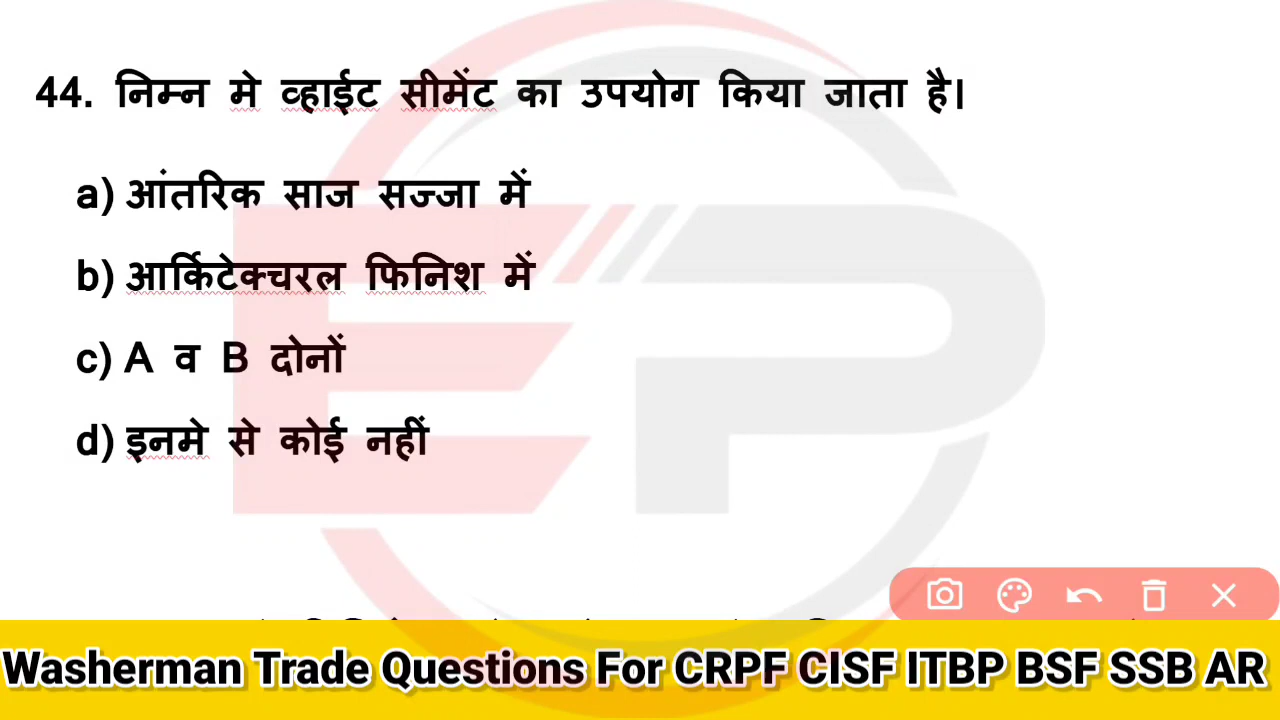 44. निम्न मे व्हाईट सीमेंट का उपयोग किया जाता है।
a) आंतरिक साज सज्जा में
b) आर्किटेक्चरल फिनिश में
c) A व B दोनों
d) इनमे से कोई नहीं
Washerman Trade Questions For CRPF CISF ITBP BSF SSB AR